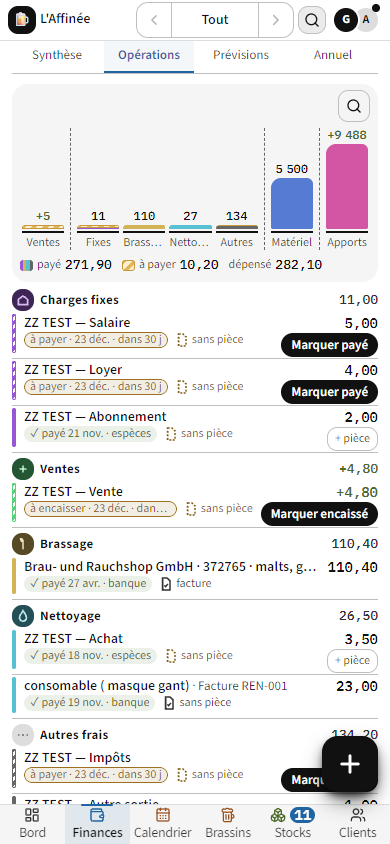 L'Affinée
Tout
G
A
Synthèse
Opérations
Prévisions
Annuel
+9 488
5 500
+5
11
110
27
134
Ventes
Fixes
Brass…
Netto…
Autres
Matériel
Apports
payé 271,90 à payer 10,20 dépensé 282,10
Charges fixes 11,00
ZZ TEST — Salaire 5,00
à payer · 23 déc. · dans 30 j sans pièce Marquer payé
ZZ TEST — Loyer 4,00
à payer · 23 déc. · dans 30 j sans pièce Marquer payé
ZZ TEST — Abonnement 2,00
✓ payé 21 nov. · espèces sans pièce + pièce
Ventes +4,80
ZZ TEST — Vente +4,80
à encaisser · 23 déc. · dan… sans pièce Marquer encaissé
Brassage 110,40
Brau- und Rauchshop GmbH · 372765 · malts, g… 110,40
✓ payé 27 avr. · banque facture
Nettoyage 26,50
ZZ TEST — Achat 3,50
✓ payé 18 nov. · espèces sans pièce + pièce
consomable ( masque gant) · Facture REN-001 23,00
✓ payé 19 nov. · banque sans pièce
Autres frais 134,20
ZZ TEST — Impôts
à payer · 23 déc. · dans 30 j sans pièce
ZZ TEST — Autre sortie
Bord
Finances
Calendrier
Brassins
Stocks
11
Clients